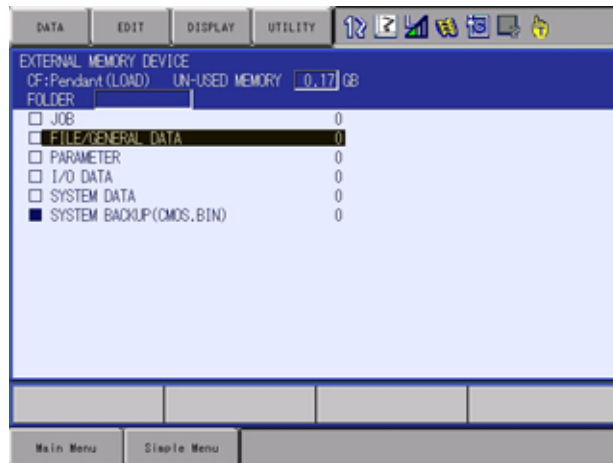 DATA EDIT DISPLAY UTILITY
EXTERNAL MEMORY DEVICE
CF:Pendant(LOAD) UN-USED MEMORY 0.17 GB
FOLDER
JOB 0
FILE/GENERAL DATA 0
PARAMETER 0
I/O DATA 0
SYSTEM DATA 0
SYSTEM BACKUP(CMOS.BIN) 0
Main Menu Simple Menu